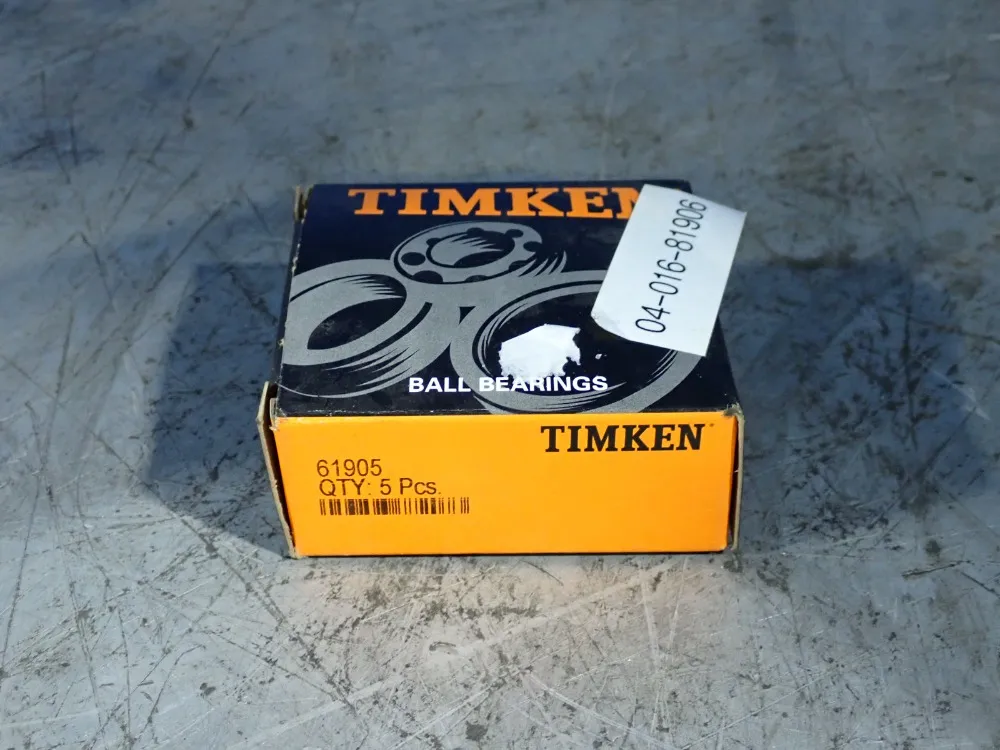 TIMKEN
04-016-81906
BALL BEARINGS
TIMKEN
61905
QTY: 5 Pcs.